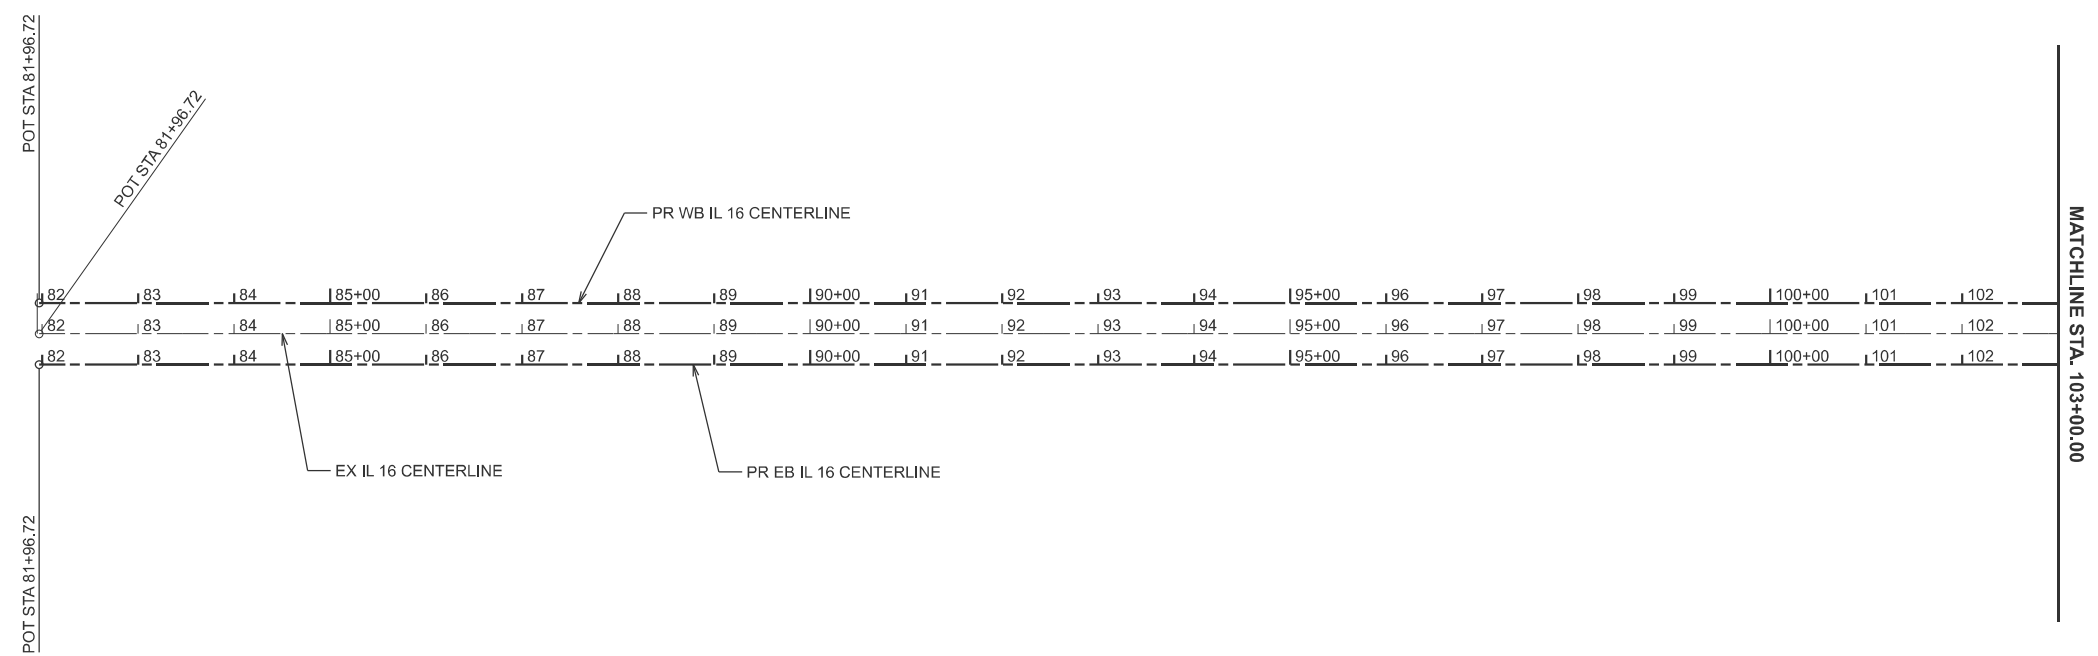 POT STA 81+96.72
POT STA 81+96.72
PR WB IL 16 CENTERLINE
82 83 84 85+00 86 87 88 89 90+00 91 92 93 94 95+00 96 97 98 99 100+00 101 102
82 83 84 85+00 86 87 88 89 90+00 91 92 93 94 95+00 96 97 98 99 100+00 101 102
82 83 84 85+00 86 87 88 89 90+00 91 92 93 94 95+00 96 97 98 99 100+00 101 102
EX IL 16 CENTERLINE
PR EB IL 16 CENTERLINE
POT STA 81+96.72
MATCHLINE STA. 103+00.00